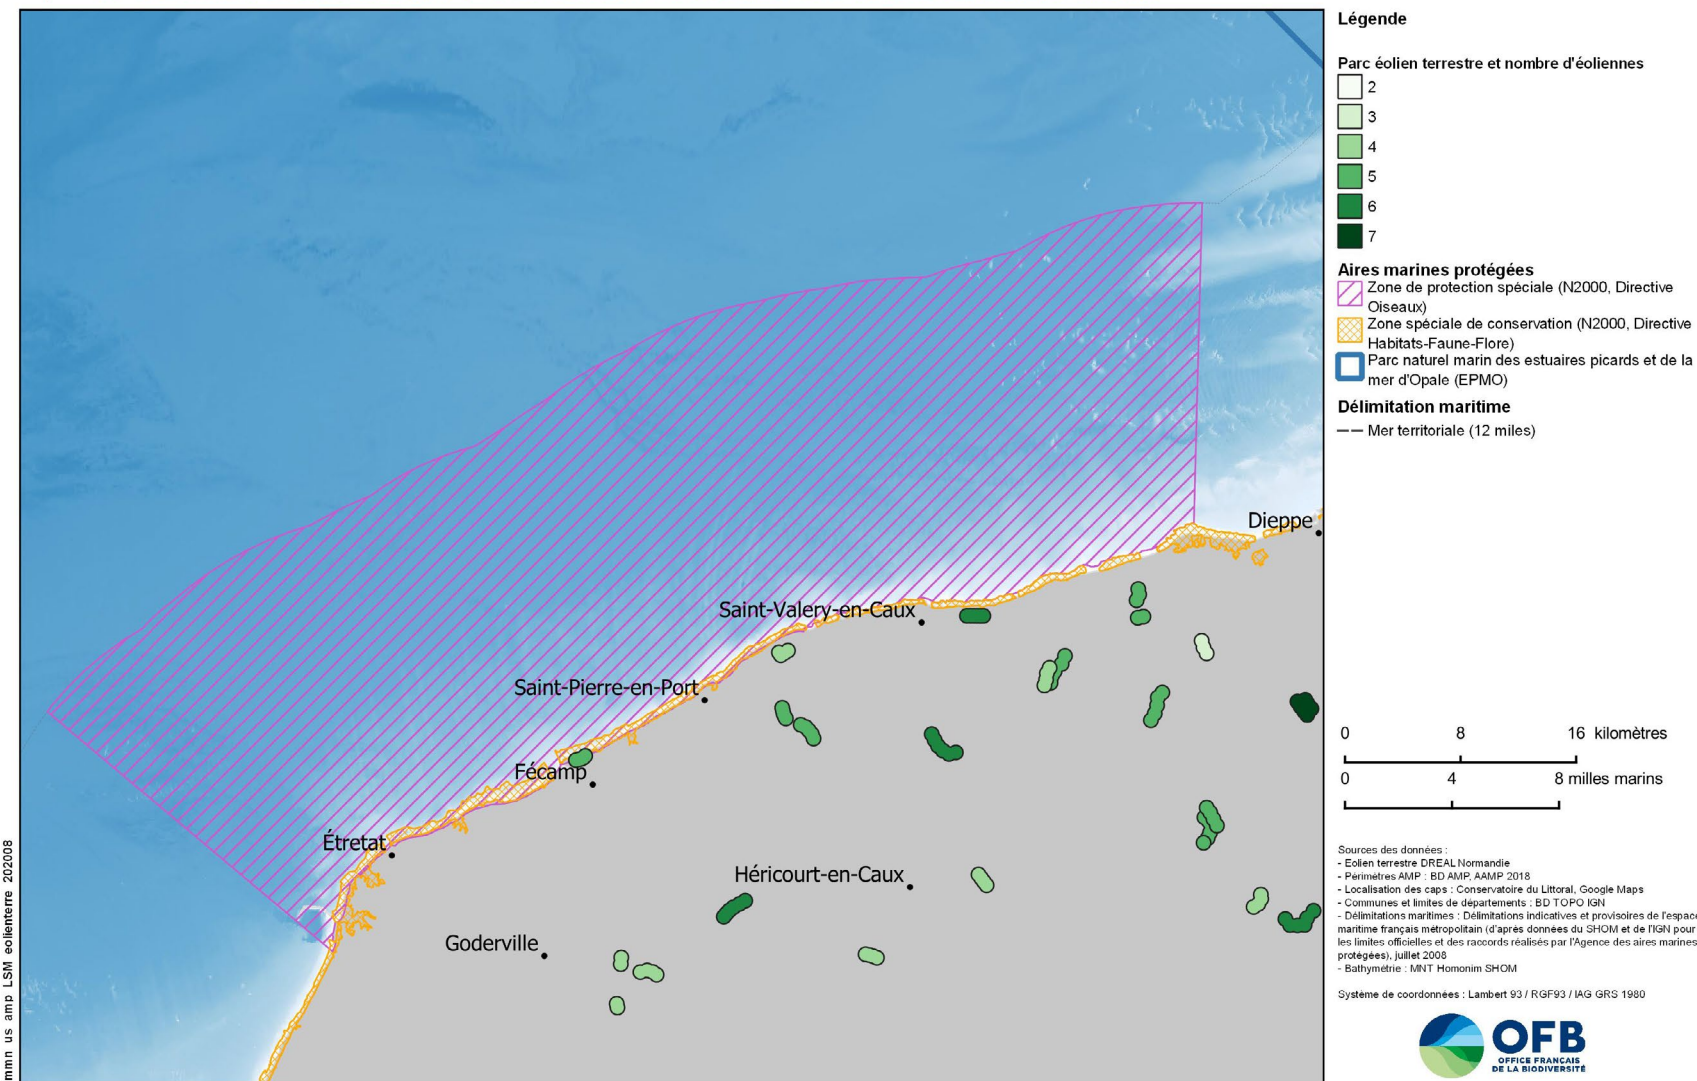 Légende
Parc éolien terrestre et nombre d'éoliennes
2
3
4
5
6
7
Aires marines protégées
Zone de protection spéciale (N2000, Directive
Oiseaux)
Zone spéciale de conservation (N2000, Directive
Habitats-Faune-Flore)
Parc naturel marin des estuaires picards et de la
mer d'Opale (EPMO)
Délimitation maritime
Mer territoriale (12 miles)
Dieppe
Saint-Valery-en-Caux
Saint-Pierre-en-Port
Fécamp
Étretat
Héricourt-en-Caux
Goderville
0 8 16 kilomètres
0 4 8 milles marins
Sources des données :
- Eolien terrestre DREAL Normandie
- Périmètres AMP : BD AMP, AAMP 2018
- Localisation des caps : Conservatoire du Littoral, Google Maps
- Communes et limites de départements : BD TOPO IGN
- Délimitations maritimes : Délimitations indicatives et provisoires de l'espace
maritime français métropolitain (d'après données du SHOM et de l'IGN pour
les limites officielles et des raccords réalisés par l'Agence des aires marines
protégées), juillet 2008
- Bathymétrie : MNT Homonim SHOM
Système de coordonnées : Lambert 93 / RGF93 / IAG GRS 1980
OFB
OFFICE FRANÇAIS
DE LA BIODIVERSITÉ
mmn us amp LSM eolienterre 202008